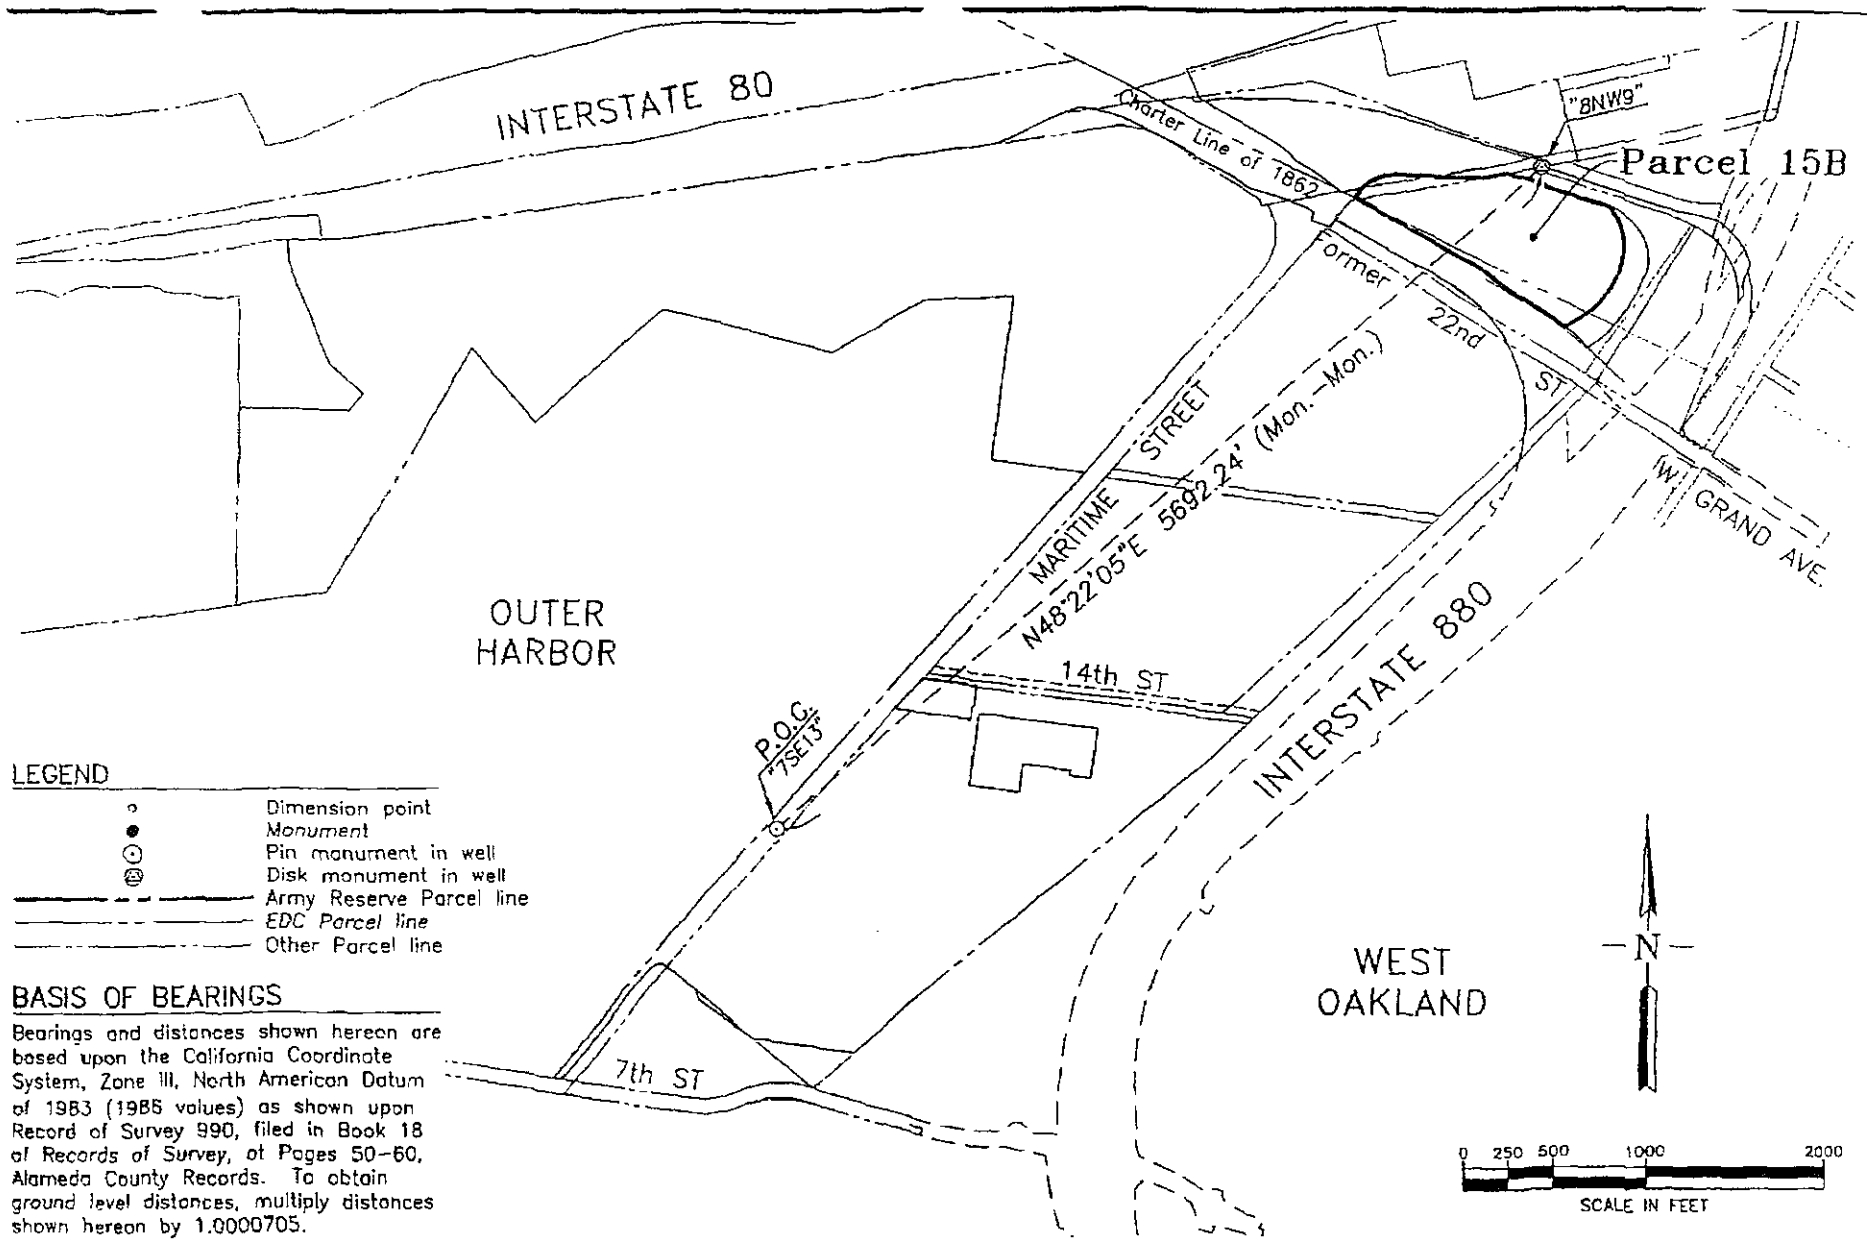 INTERSTATE 80
Charter Line of 1862
"8NW9"
Parcel 15B
Former 22nd ST
MARITIME STREET
N48°22'05"E 5692.24' (Mon.-Mon.)
W. GRAND AVE.
OUTER
HARBOR
14th ST
INTERSTATE 880
P.O.C.
"7SE13"
LEGEND
Dimension point
Monument
Pin monument in well
Disk monument in well
Army Reserve Parcel line
EDC Parcel line
Other Parcel line
BASIS OF BEARINGS
Bearings and distances shown hereon are
based upon the California Coordinate
System, Zone III, North American Datum
of 1983 (1986 values) as shown upon
Record of Survey 990, filed in Book 18
of Records of Survey, at Pages 50-60,
Alameda County Records. To obtain
ground level distances, multiply distances
shown hereon by 1.0000705.
7th ST
WEST
OAKLAND
N
0 250 500 1000 2000
SCALE IN FEET